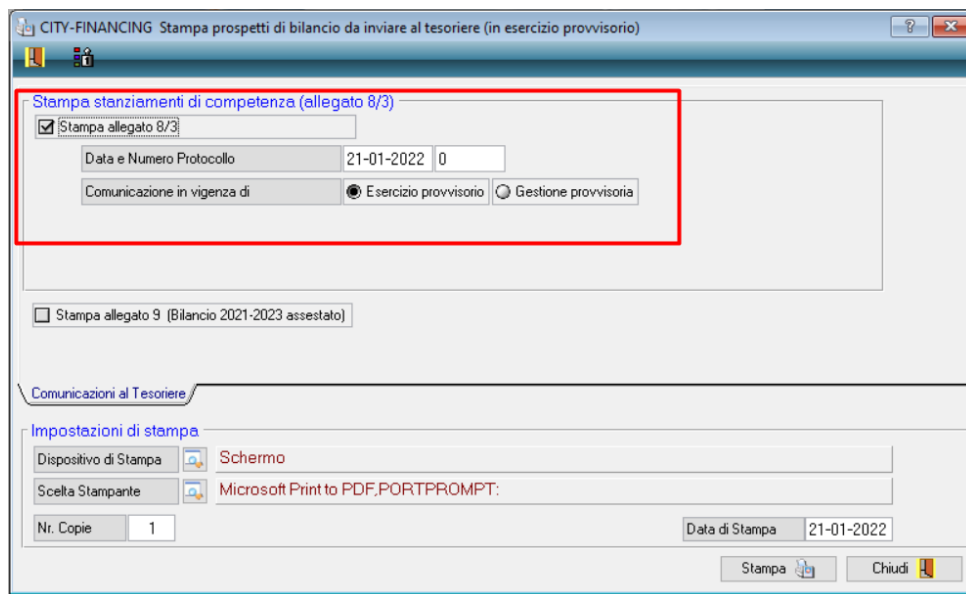 CITY-FINANCING Stampa prospetti di bilancio da inviare al tesoriere (in esercizio provvisorio)
Stampa stanziamenti di competenza (allegato 8/3)
Stampa allegato 8/3
Data e Numero Protocollo 21-01-2022 0
Comunicazione in vigenza di Esercizio provvisorio Gestione provvisoria
Stampa allegato 9 (Bilancio 2021-2023 assestato)
Comunicazioni al Tesoriere
Impostazioni di stampa
Dispositivo di Stampa Schermo
Scelta Stampante Microsoft Print to PDF,PORTPROMPT:
Nr. Copie 1 Data di Stampa 21-01-2022
Stampa Chiudi